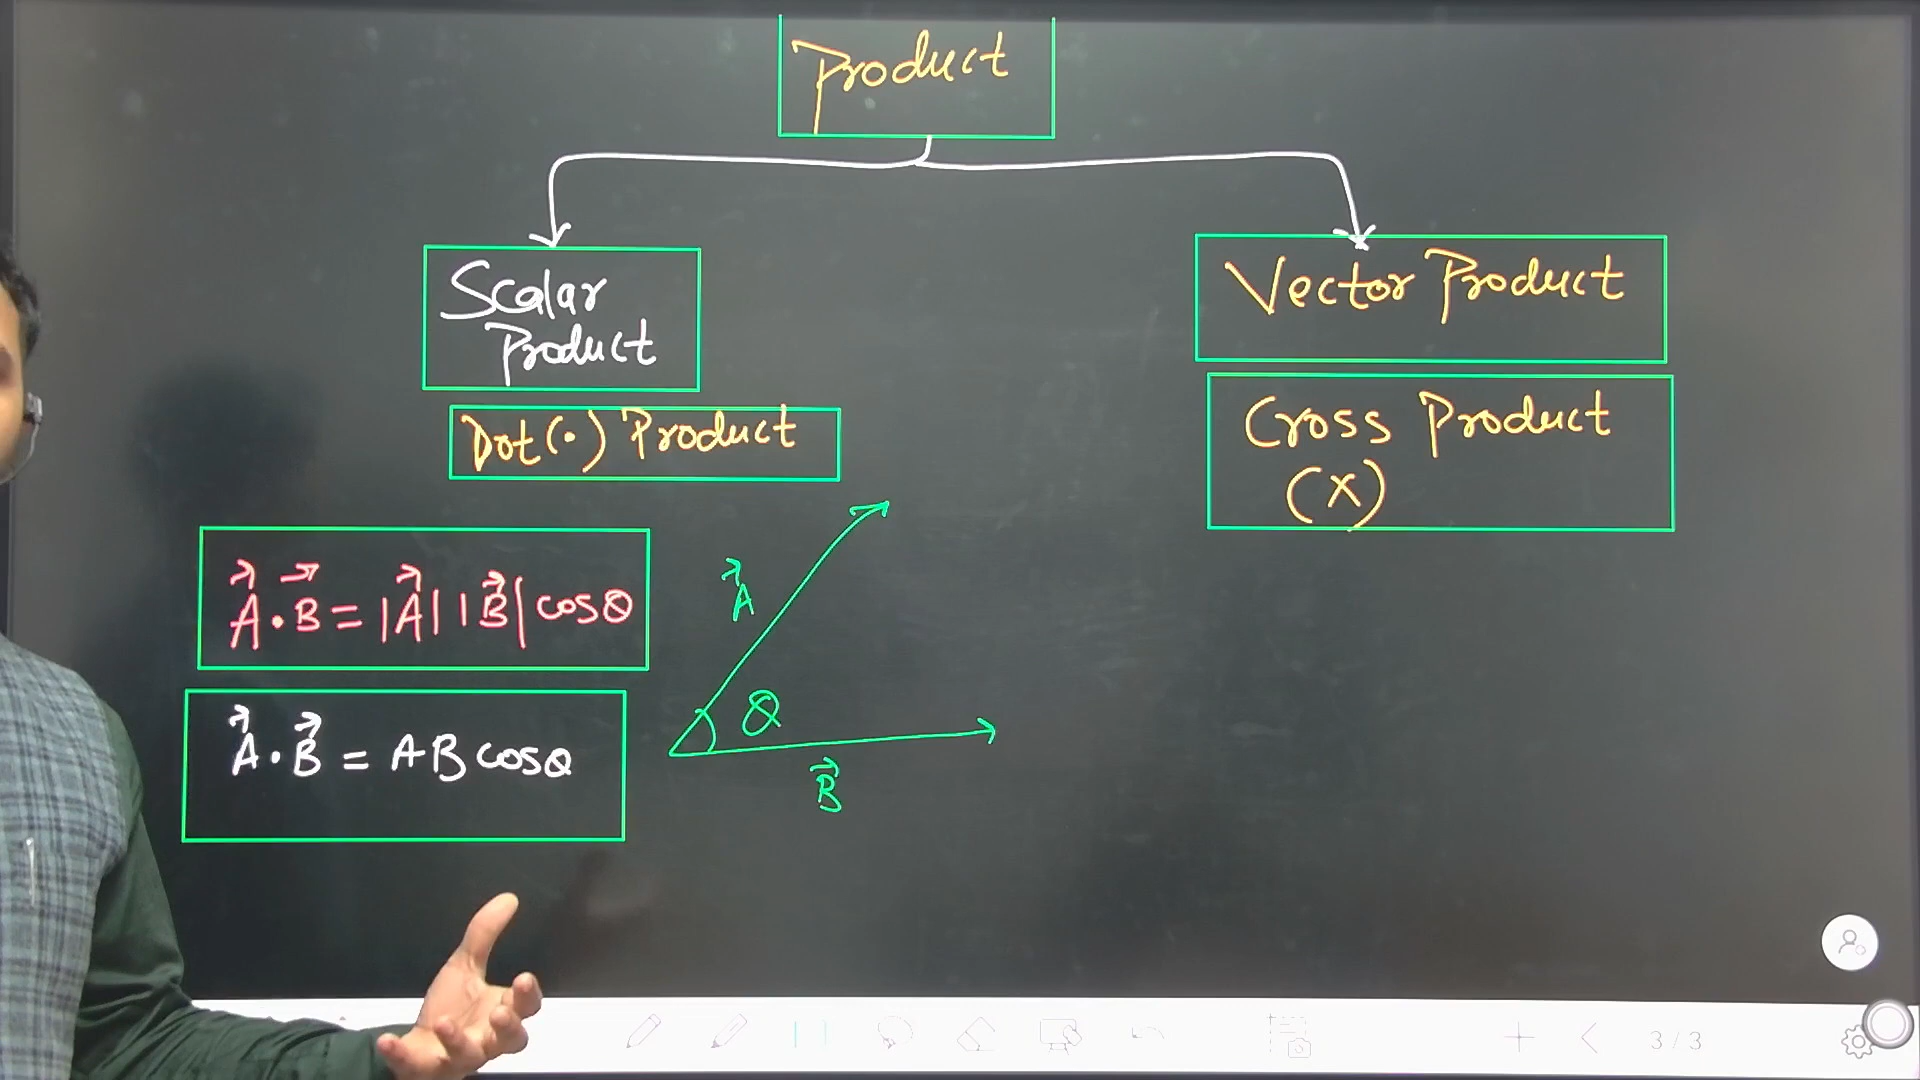 Product
Scalar
Product
Dot(·) Product
Vector Product
Cross Product
(X)
A⃗·B⃗ = |A⃗| |B⃗| cosθ
A⃗·B⃗ = AB cosθ
A⃗
θ
B⃗
3/3